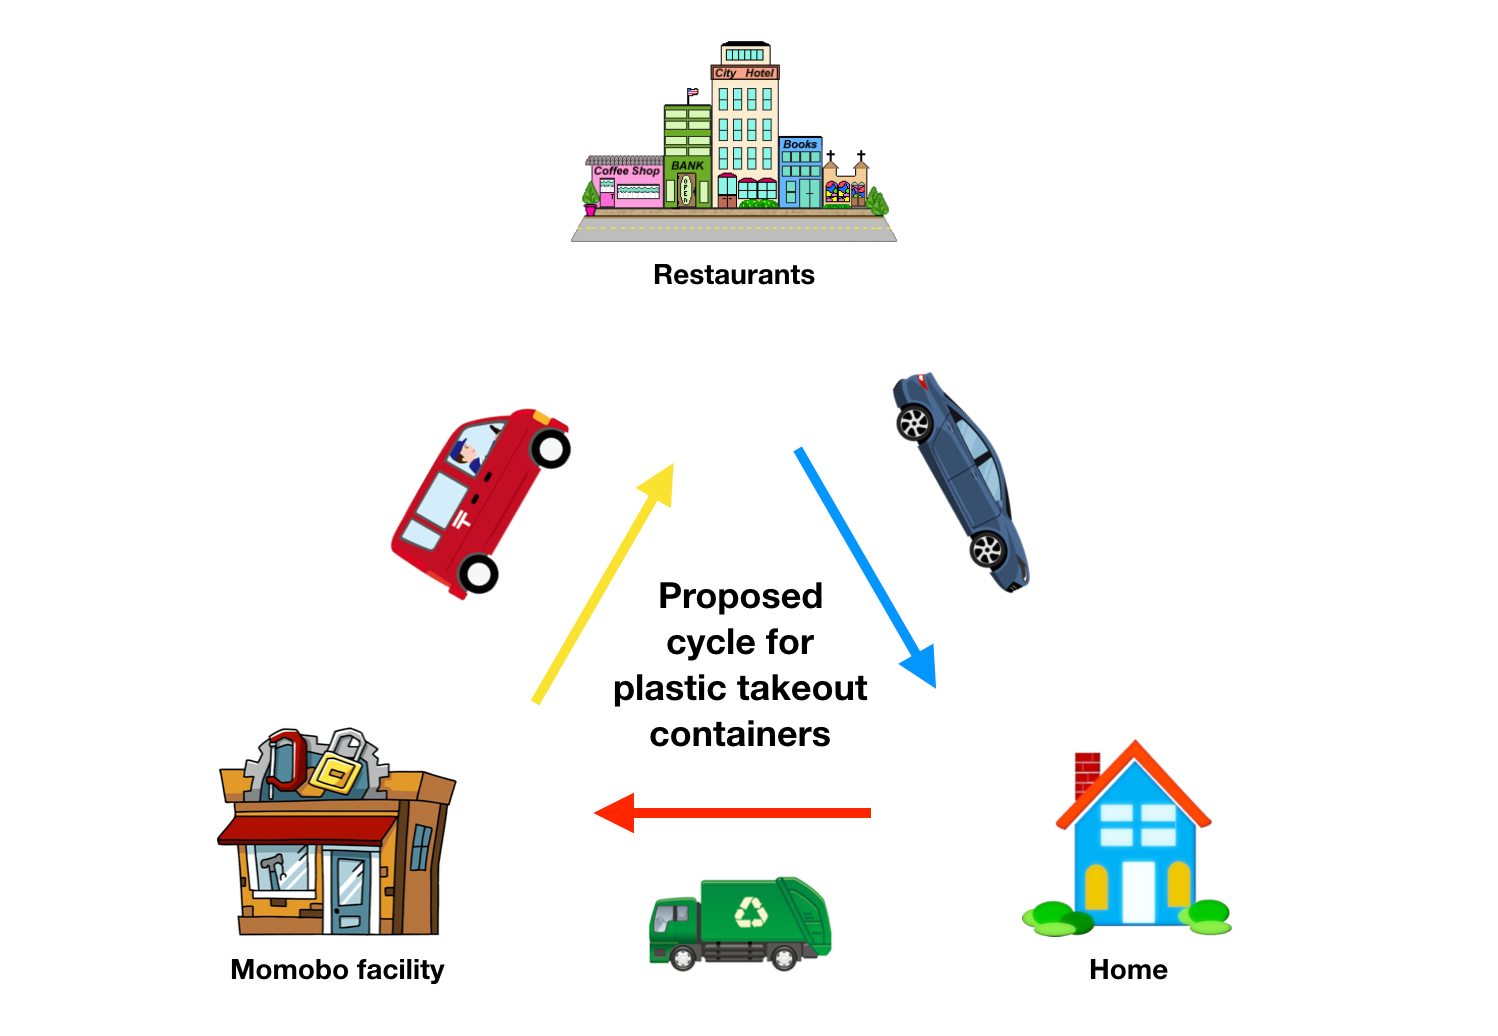 City Hotel
Books
BANK
Coffee Shop
OPEN
Restaurants
〒
Proposed
cycle for
plastic takeout
containers
Momobo facility
Home